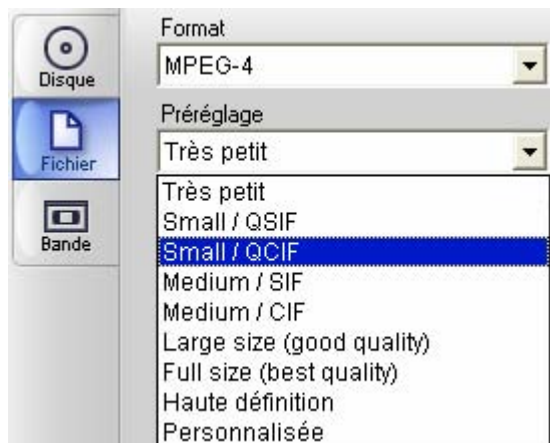 Disque
Fichier
Bande
Format
MPEG-4
Préréglage
Très petit
Très petit
Small / QSIF
Small / QCIF
Medium / SIF
Medium / CIF
Large size (good quality)
Full size (best quality)
Haute définition
Personnalisée